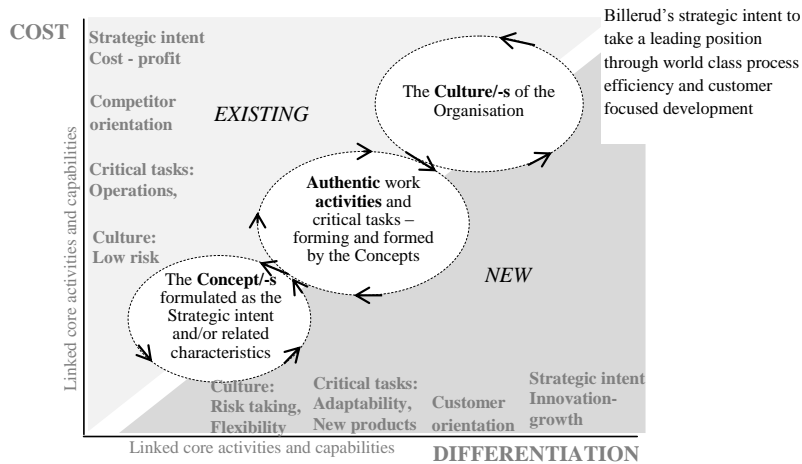 Billerud's strategic intent to
take a leading position
through world class process
efficiency and customer
focused development
COST
Strategic intent
Cost - profit
Competitor
orientation
Critical tasks:
Operations,
Culture:
Low risk
Linked core activities and capabilities
EXISTING
The Culture/-s of the
Organisation
Authentic work
activities and
critical tasks –
forming and formed
by the Concepts
The Concept/-s
formulated as the
Strategic intent
and/or related
characteristics
NEW
Culture:
Risk taking,
Flexibility
Critical tasks:
Adaptability,
New products
Customer
orientation
Strategic intent
Innovation-
growth
Linked core activities and capabilities
DIFFERENTIATION